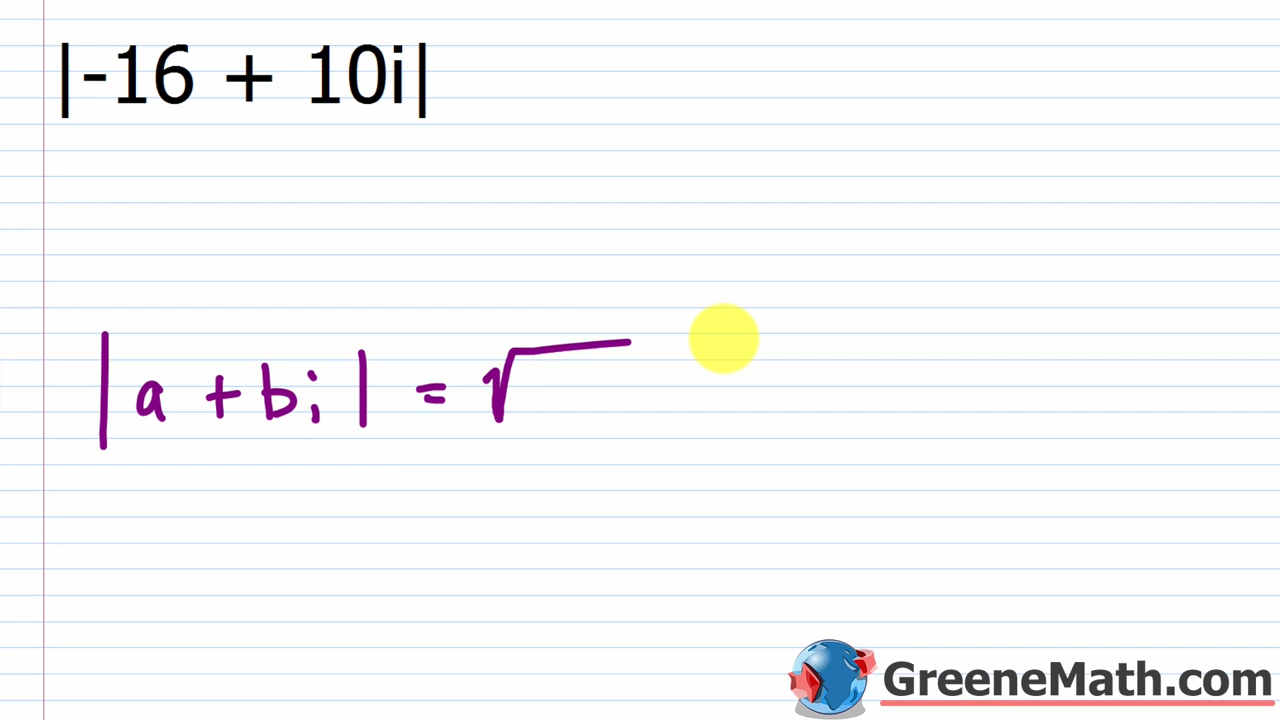 |-16 + 10i|
| a + bi | = √
GreeneMath.com